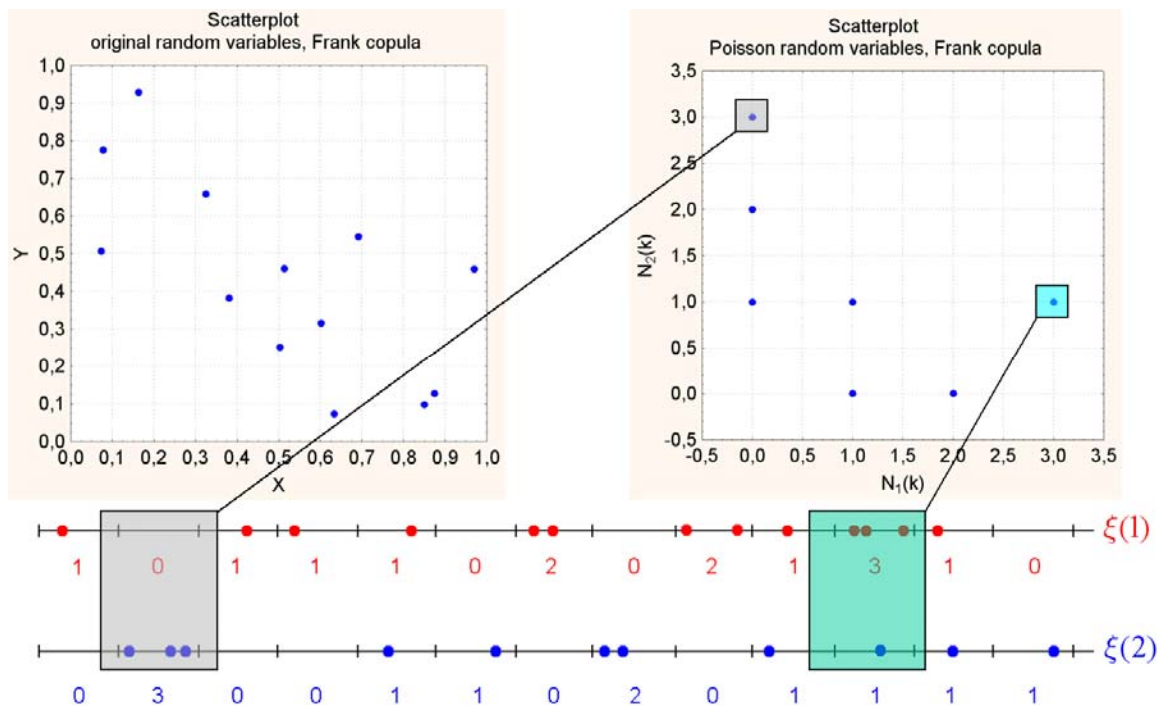 Scatterplot
original random variables, Frank copula
1,0
0,9
0,8
0,7
0,6
0,5
0,4
0,3
0,2
0,1
0,0
Y
0,0 0,1 0,2 0,3 0,4 0,5 0,6 0,7 0,8 0,9 1,0
X
Scatterplot
Poisson random variables, Frank copula
3,5
3,0
2,5
2,0
1,5
1,0
0,5
0,0
-0,5
N₂(k)
-0,5 0,0 0,5 1,0 1,5 2,0 2,5 3,0 3,5
N₁(k)
ξ(1)
1 0 1 1 1 0 2 0 2 1 3 1 0
ξ(2)
0 3 0 0 1 1 0 2 0 1 1 1 1